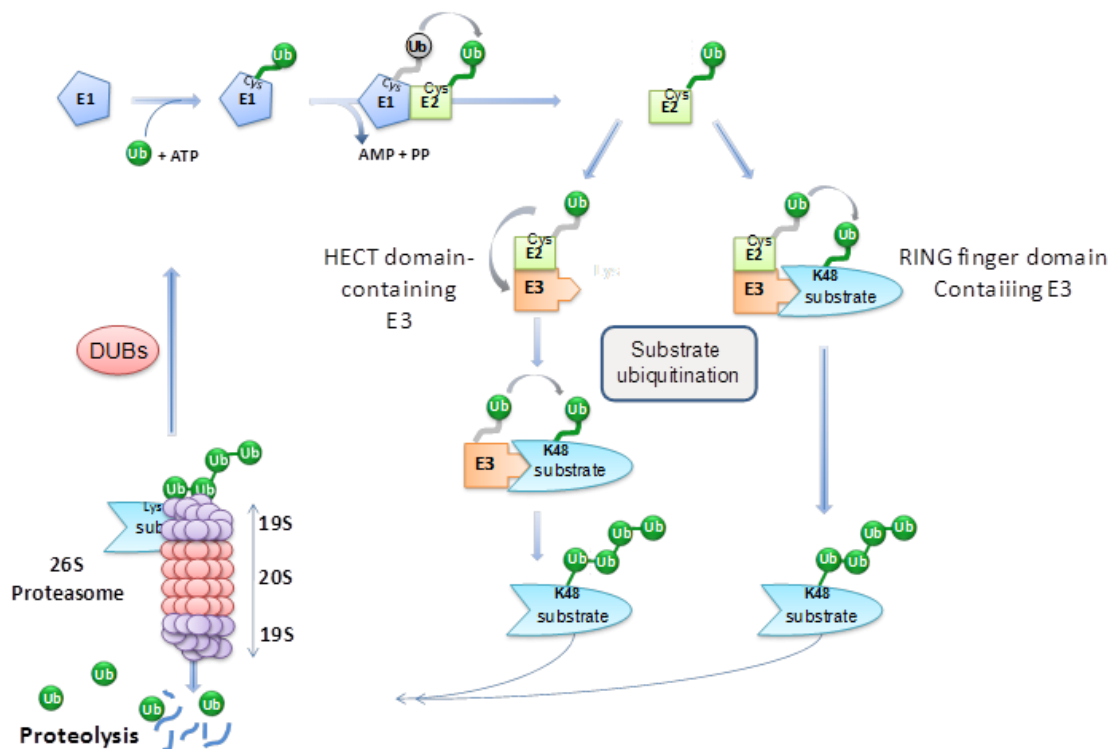 Ub
Ub
Ub
Ub
Cys
E1
Cys
E1
Cys
E1
Cys
E2
Cys
E2
Ub
+ ATP
AMP + PP
Ub
Ub
Ub
HECT domain-
containing
E3
Cys
E2
E3
Lys
Cys
E2
E3
K48
substrate
RING finger domain
Contaiiing E3
DUBs
Substrate
ubiquitination
Ub
Ub
E3
K48
substrate
Ub
Ub
Ub
Ub
Lys
sub
19S
26S
Proteasome
20S
19S
Ub
Ub
Ub
Ub
K48
substrate
Ub
Ub
Ub
Ub
K48
substrate
Ub
Ub
Ub
Ub
Proteolysis